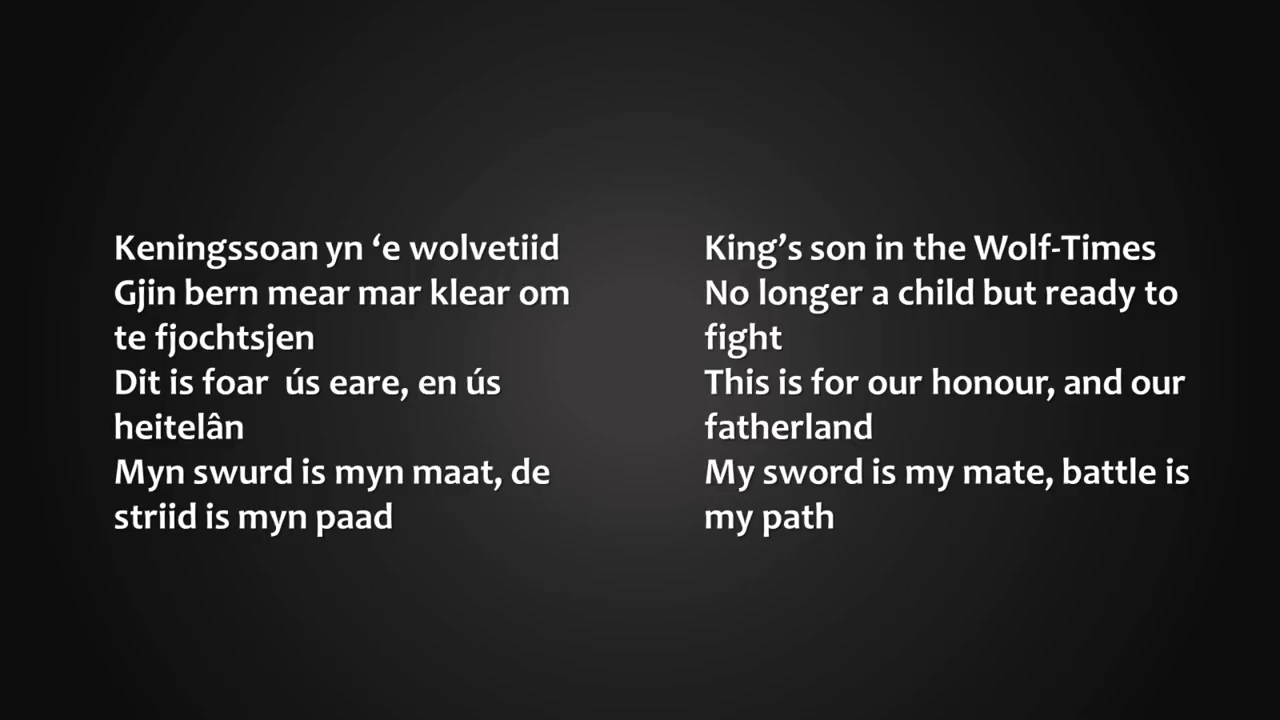 Keningssoan yn ‘e wolvetiid
Gjin bern mear mar klear om
te fjochtsjen
Dit is foar  ús eare, en ús
heitelân
Myn swurd is myn maat, de
striid is myn paad
King’s son in the Wolf-Times
No longer a child but ready to
fight
This is for our honour, and our
fatherland
My sword is my mate, battle is
my path